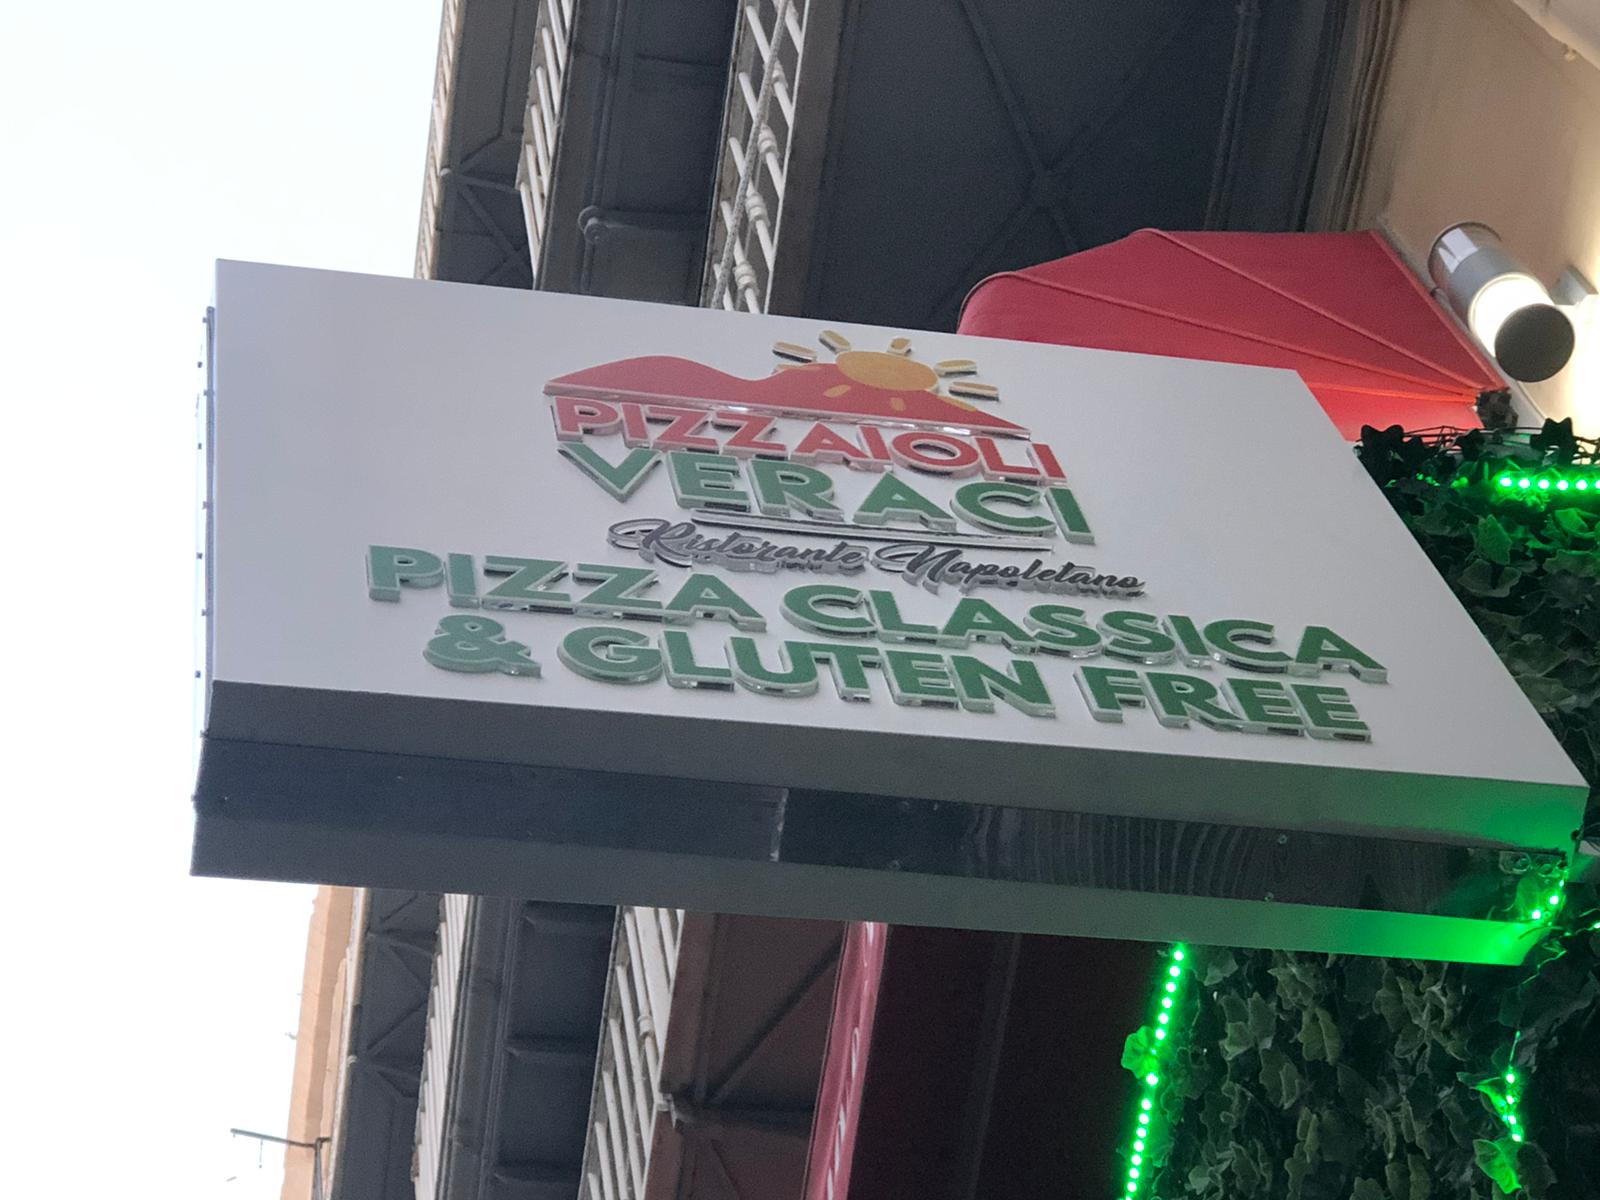 PIZZAIOLI
VERACI
Ristorante Napoletano
PIZZA CLASSICA
& GLUTEN FREE